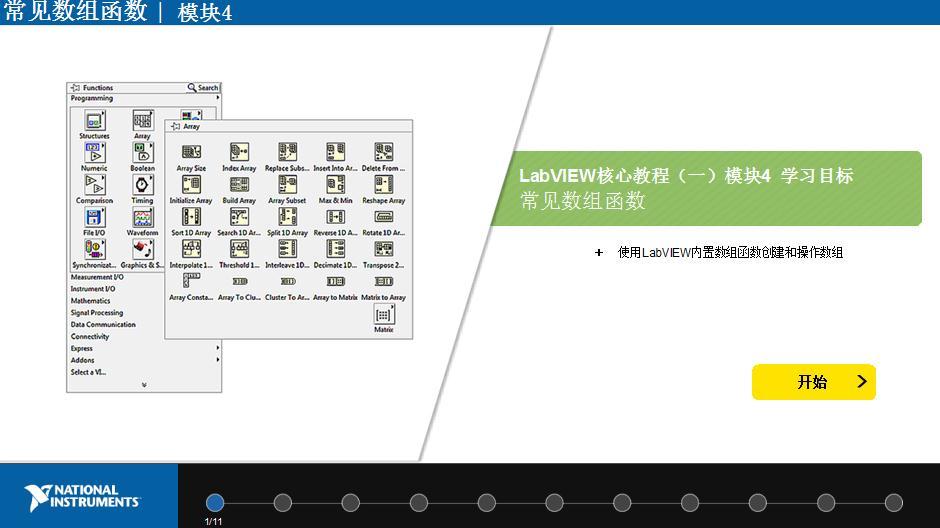 常见数组函数 | 模块4
Functions
Search
Programming
Structures
Array
Numeric
Boolean
Comparison
Timing
File I/O
Waveform
Synchronizat...
Graphics & S...
Measurement I/O
Instrument I/O
Mathematics
Signal Processing
Data Communication
Connectivity
Express
Addons
Select a VI...
Array
Array Size
Index Array
Replace Subs...
Insert Into Ar...
Delete From ...
Initialize Array
Build Array
Array Subset
Max & Min
Reshape Array
Sort 1D Array
Search 1D Ar...
Split 1D Array
Reverse 1D Ar...
Rotate 1D Ar...
Interpolate 1...
Threshold 1...
Interleave 1D...
Decimate 1D...
Transpose 2...
Array Consta...
Array To Clu...
Cluster To Ar...
Array to Matrix
Matrix to Array
Matrix
LabVIEW核心教程（一）模块4 学习目标
常见数组函数
+ 使用LabVIEW内置数组函数创建和操作数组
开始
NATIONAL
INSTRUMENTS
1/11